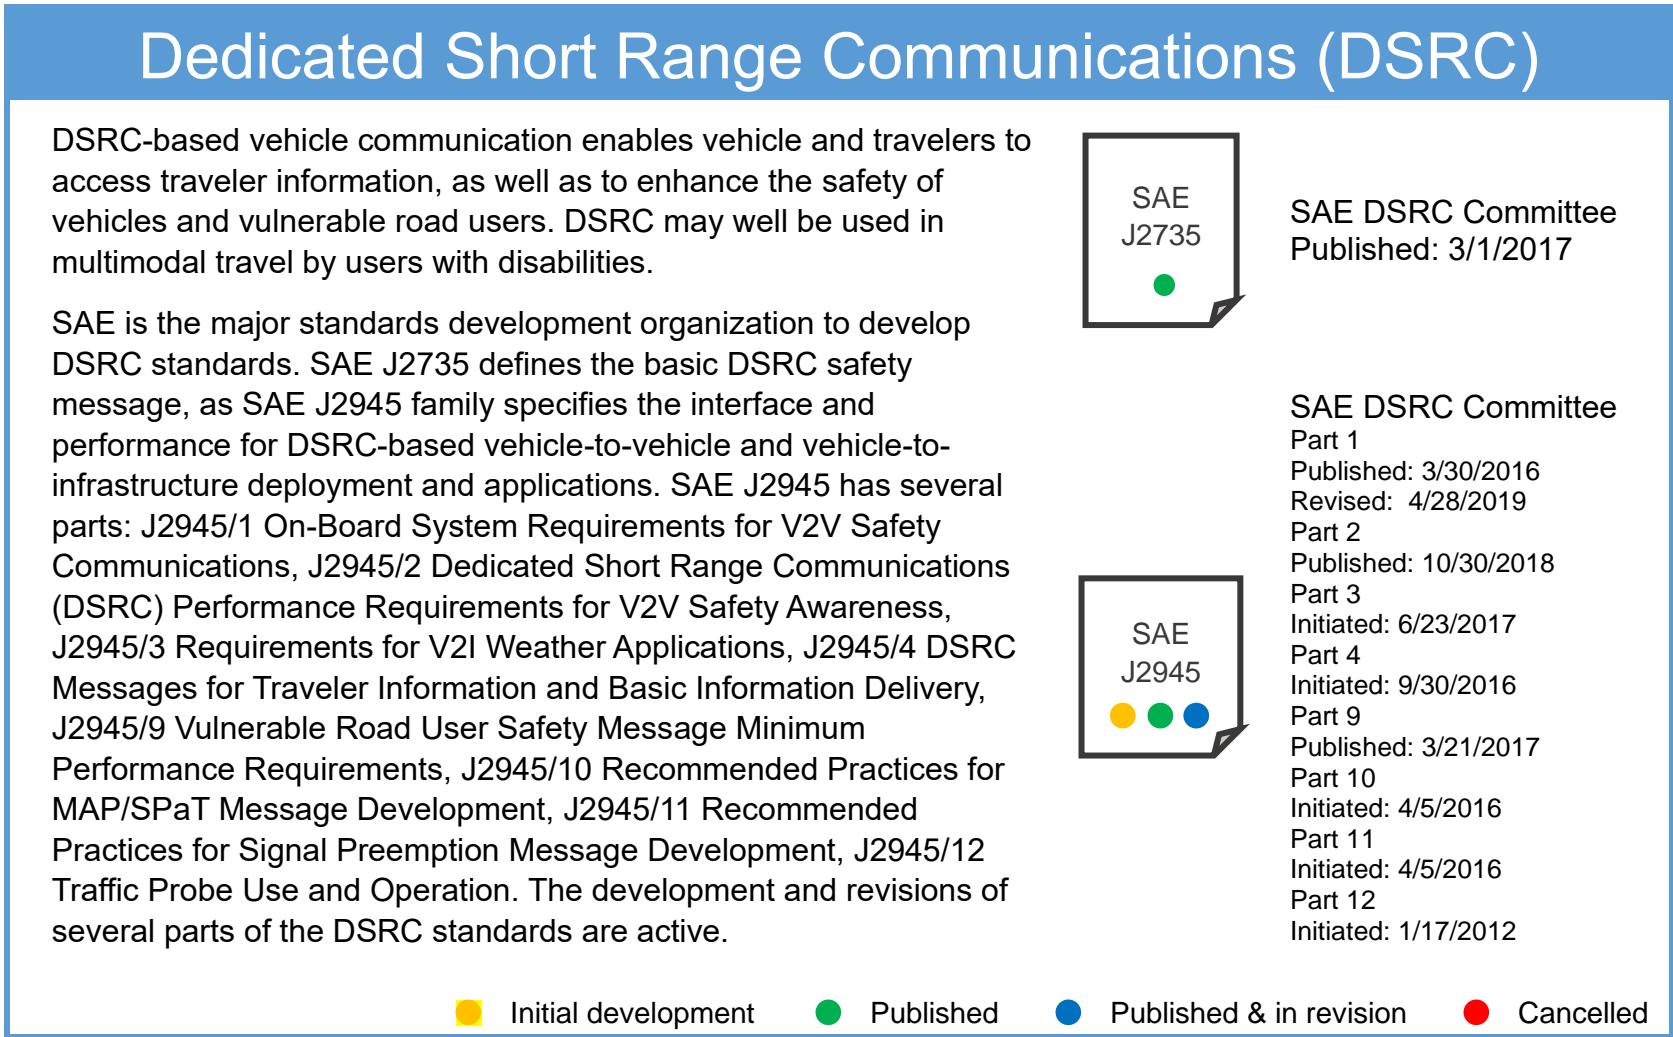 Dedicated Short Range Communications (DSRC)
DSRC-based vehicle communication enables vehicle and travelers to
access traveler information, as well as to enhance the safety of
vehicles and vulnerable road users. DSRC may well be used in
multimodal travel by users with disabilities.
SAE is the major standards development organization to develop
DSRC standards. SAE J2735 defines the basic DSRC safety
message, as SAE J2945 family specifies the interface and
performance for DSRC-based vehicle-to-vehicle and vehicle-to-
infrastructure deployment and applications. SAE J2945 has several
parts: J2945/1 On-Board System Requirements for V2V Safety
Communications, J2945/2 Dedicated Short Range Communications
(DSRC) Performance Requirements for V2V Safety Awareness,
J2945/3 Requirements for V2I Weather Applications, J2945/4 DSRC
Messages for Traveler Information and Basic Information Delivery,
J2945/9 Vulnerable Road User Safety Message Minimum
Performance Requirements, J2945/10 Recommended Practices for
MAP/SPaT Message Development, J2945/11 Recommended
Practices for Signal Preemption Message Development, J2945/12
Traffic Probe Use and Operation. The development and revisions of
several parts of the DSRC standards are active.
SAE
J2735
SAE DSRC Committee
Published: 3/1/2017
SAE
J2945
SAE DSRC Committee
Part 1
Published: 3/30/2016
Revised:  4/28/2019
Part 2
Published: 10/30/2018
Part 3
Initiated: 6/23/2017
Part 4
Initiated: 9/30/2016
Part 9
Published: 3/21/2017
Part 10
Initiated: 4/5/2016
Part 11
Initiated: 4/5/2016
Part 12
Initiated: 1/17/2012
Initial development
Published
Published & in revision
Cancelled